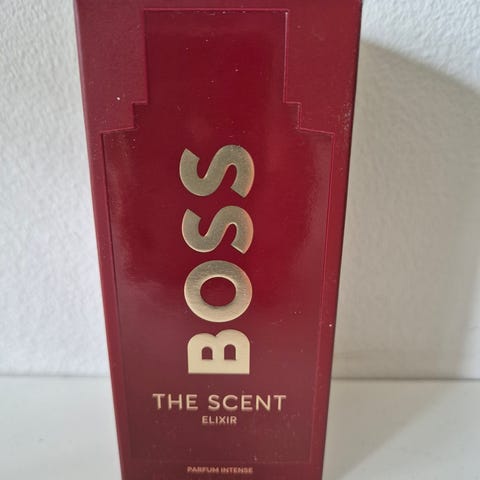 BOSS
THE SCENT
ELIXIR
PARFUM INTENSE